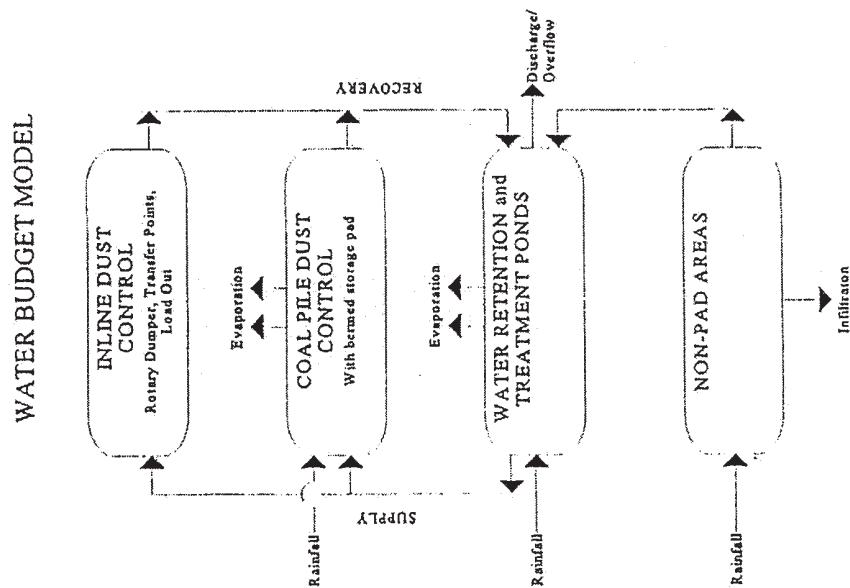 WATER BUDGET MODEL
INLINE DUST
CONTROL
Rotary Dumper, Transfer Points,
Load Out
RECOVERY
Evaporation
Rainfall
COAL PILE DUST
CONTROL
With bermed storage pad
SUPPLY
Evaporation
Rainfall
WATER RETENTION and
TREATMENT PONDS
Discharge/
Overflow
Rainfall
NON-PAD AREAS
Infiltraton